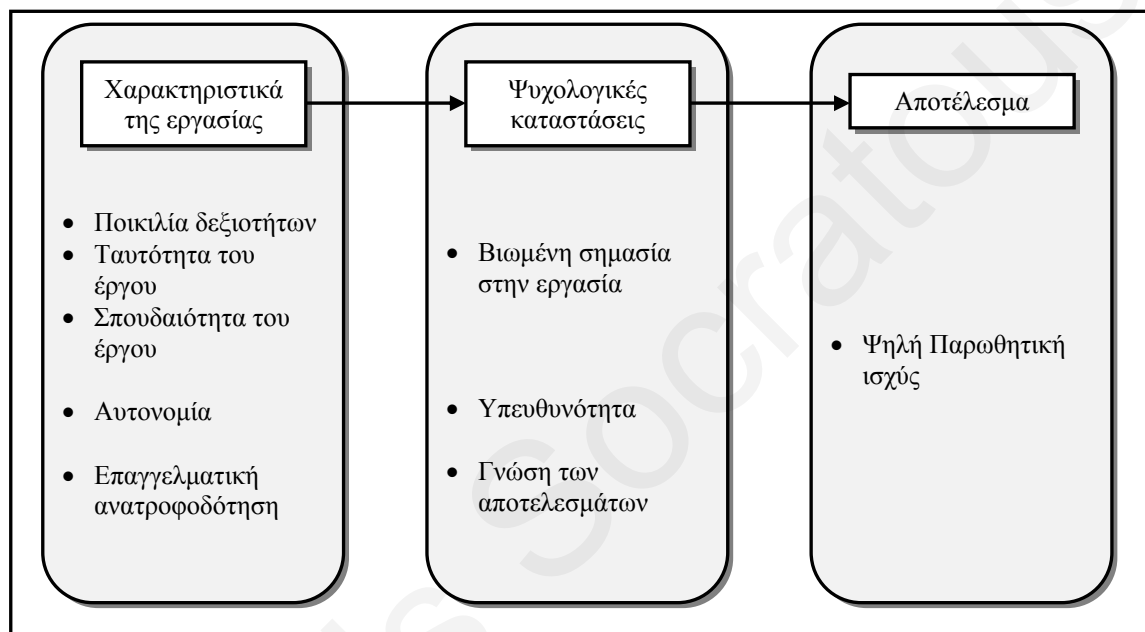 Χαρακτηριστικά
της εργασίας
• Ποικιλία δεξιοτήτων
• Ταυτότητα του
έργου
• Σπουδαιότητα του
έργου
• Αυτονομία
• Επαγγελματική
ανατροφοδότηση
Ψυχολογικές
καταστάσεις
• Βιωμένη σημασία
στην εργασία
• Υπευθυνότητα
• Γνώση των
αποτελεσμάτων
Αποτέλεσμα
• Ψηλή Παρωθητική
ισχύς
Socratous